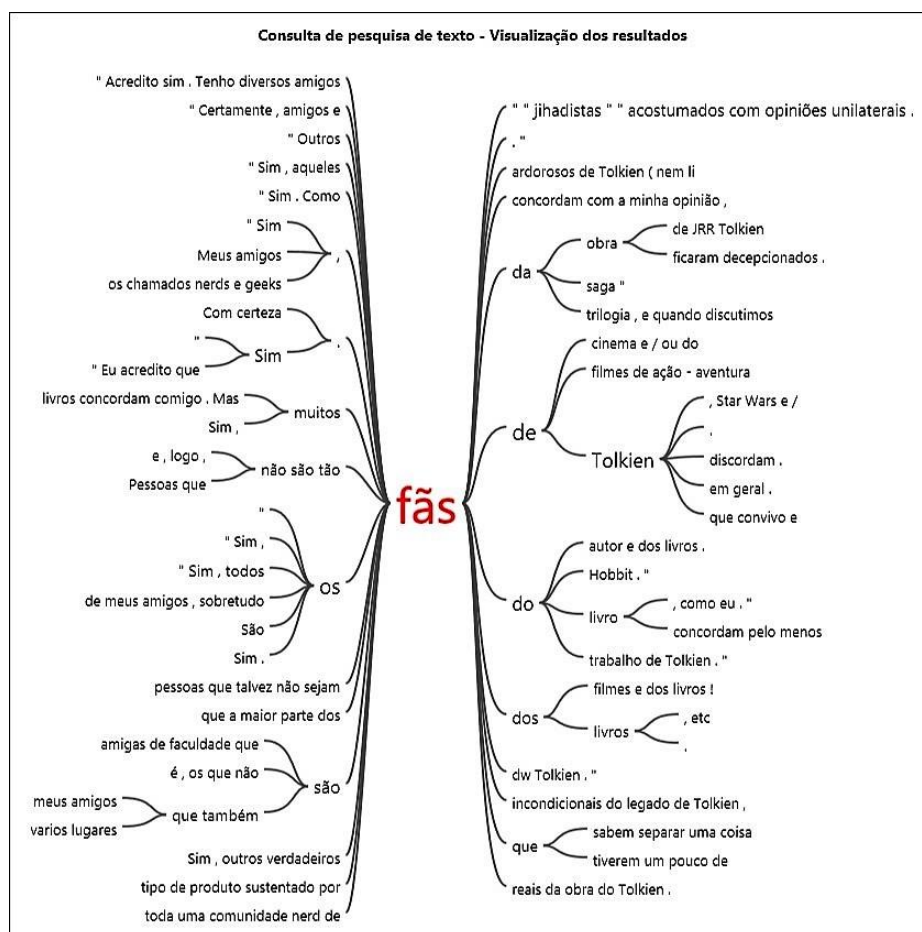 Consulta de pesquisa de texto - Visualização dos resultados
" Acredito sim . Tenho diversos amigos
" Certamente , amigos e
" Outros
" Sim , aqueles
" Sim . Como
" Sim
Meus amigos
os chamados nerds e geeks
,
Com certeza
"
" Eu acredito que
Sim
.
livros concordam comigo . Mas
Sim ,
muitos
e , logo ,
Pessoas que
não são tão
"
" Sim ,
" Sim , todos
de meus amigos , sobretudo
São
Sim .
os
pessoas que talvez não sejam
que a maior parte dos
amigas de faculdade que
é , os que não
meus amigos
varios lugares
que também
são
Sim , outros verdadeiros
tipo de produto sustentado por
toda uma comunidade nerd de
fãs
" " jihadistas " " acostumados com opiniões unilaterais .
. "
ardorosos de Tolkien ( nem li
concordam com a minha opinião ,
da
obra
de JRR Tolkien
ficaram decepcionados .
saga "
trilogia , e quando discutimos
de
cinema e / ou do
filmes de ação - aventura
Tolkien
, Star Wars e /
.
discordam .
em geral .
que convivo e
do
autor e dos livros .
Hobbit . "
livro
, como eu . "
concordam pelo menos
trabalho de Tolkien . "
dos
filmes e dos livros !
livros
, etc
.
dw Tolkien . "
incondicionais do legado de Tolkien ,
que
sabem separar uma coisa
tiverem um pouco de
reais da obra do Tolkien .